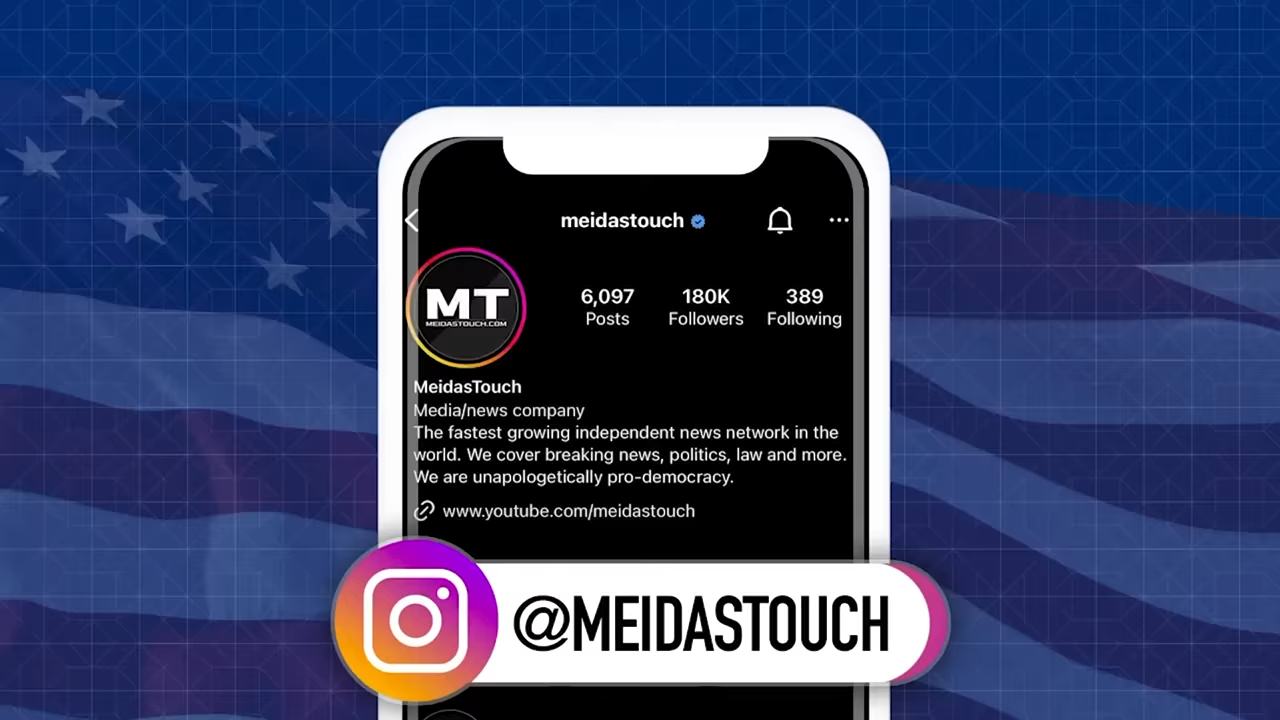 meidastouch
MT
MEIDASTOUCH.COM
6,097 180K 389
Posts Followers Following
MeidasTouch
Media/news company
The fastest growing independent news network in the
world. We cover breaking news, politics, law and more.
We are unapologetically pro-democracy.
www.youtube.com/meidastouch
@MEIDASTOUCH